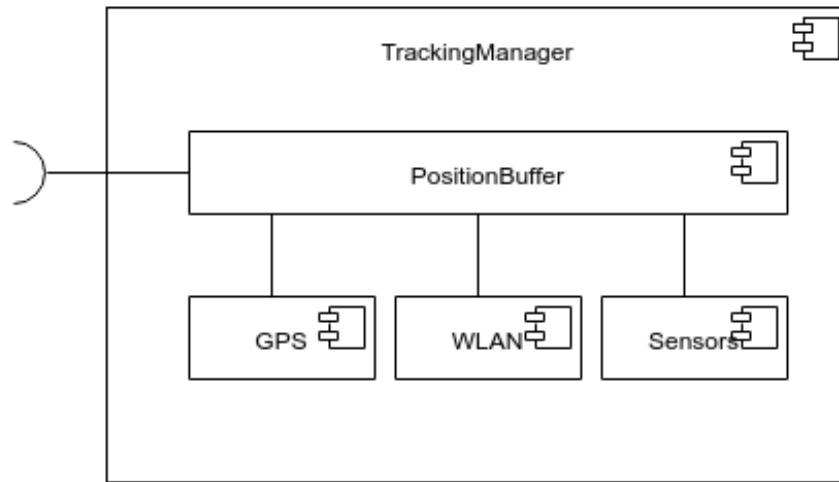 TrackingManager
PositionBuffer
GPS
WLAN
Sensors